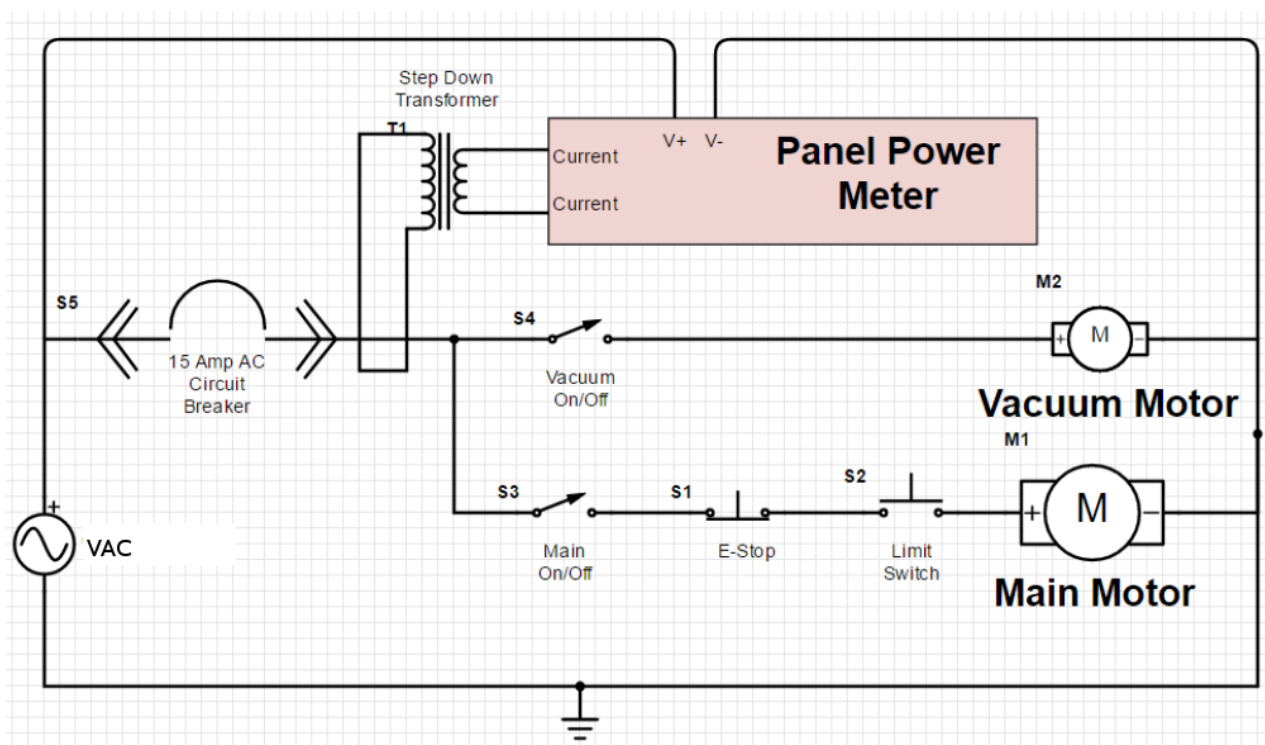 Step Down
Transformer
T1
Current
Current
V+ V-
Panel Power
Meter
S5
15 Amp AC
Circuit
Breaker
S4
Vacuum
On/Off
M2
+ M -
Vacuum Motor
M1
S3
Main
On/Off
S1
E-Stop
S2
Limit
Switch
+ M -
Main Motor
+
VAC